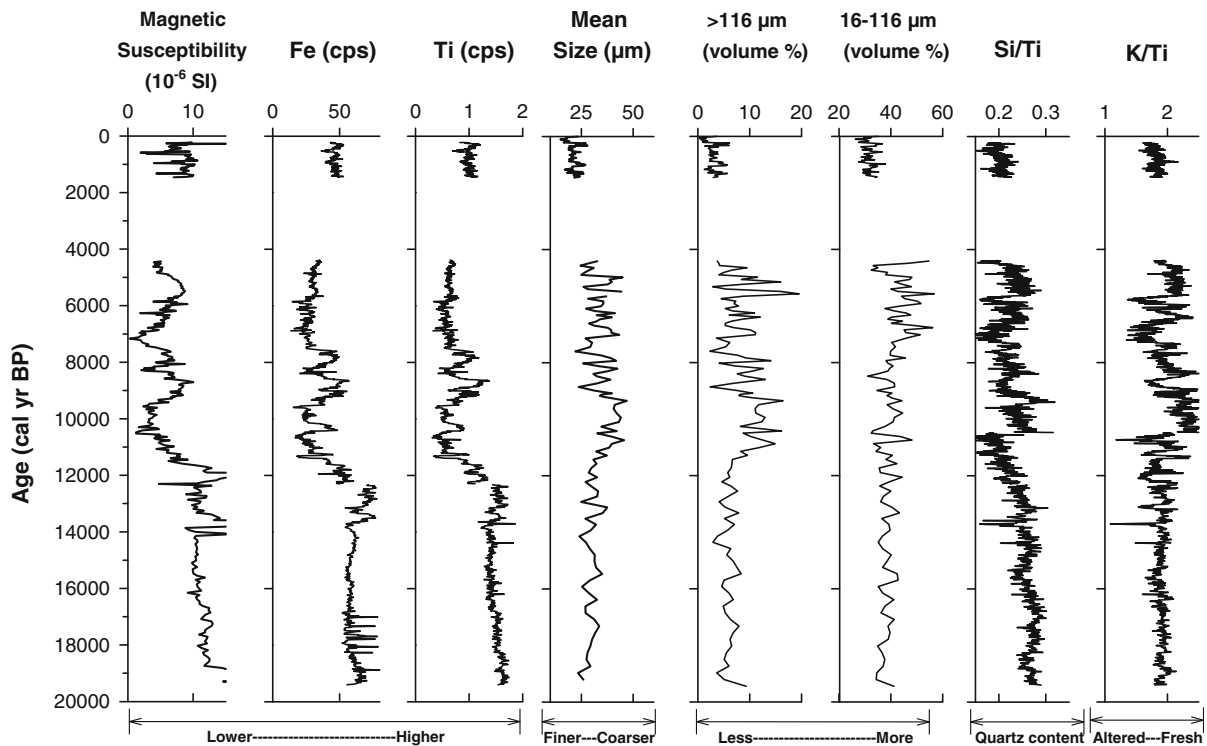 Magnetic
Susceptibility
(10⁻⁶ SI)
Fe (cps)
Ti (cps)
Mean
Size (µm)
>116 µm
(volume %)
16-116 µm
(volume %)
Si/Ti
K/Ti
0 10
0 50
0 1 2
25 50
0 10 20
20 40 60
0.2 0.3
1 2
Age (cal yr BP)
0
2000
4000
6000
8000
10000
12000
14000
16000
18000
20000
Lower-----------------------Higher
Finer---Coarser
Less--------------------More
Quartz content
Altered---Fresh